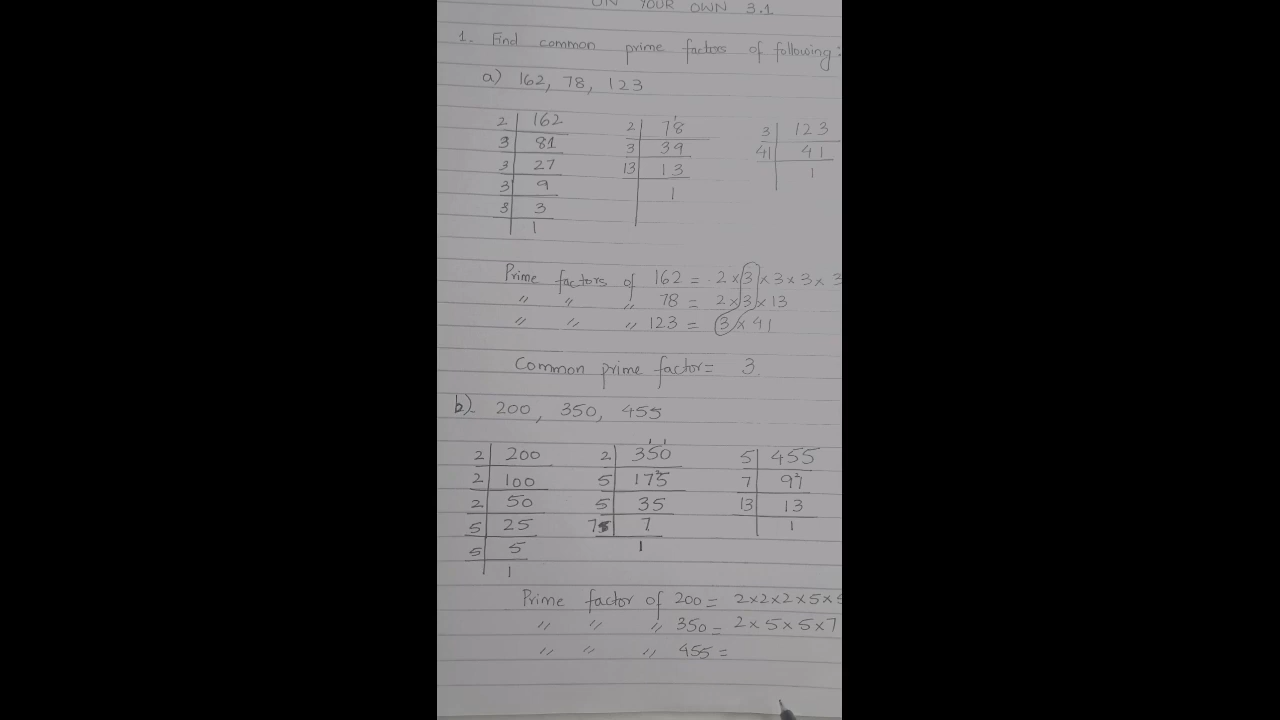 ON YOUR OWN 3.1
1. Find common prime factors of following:
a) 162, 78, 123
2 | 162
3 | 81
3 | 27
3 | 9
3 | 3
1
2 | 78
3 | 39
13 | 13
1
3 | 123
41 | 41
1
Prime factors of 162 = 2×3×3×3×3
〃 〃 〃 78 = 2×3×13
〃 〃 〃 123 = 3×41
Common prime factor = 3.
b) 200, 350, 455
2 | 200
2 | 100
2 | 50
5 | 25
5 | 5
1
2 | 350
5 | 175
5 | 35
7 | 7
1
5 | 455
7 | 91
13 | 13
1
Prime factor of 200 = 2×2×2×5×5
〃 〃 〃 350 = 2×5×5×7
〃 〃 〃 455 =